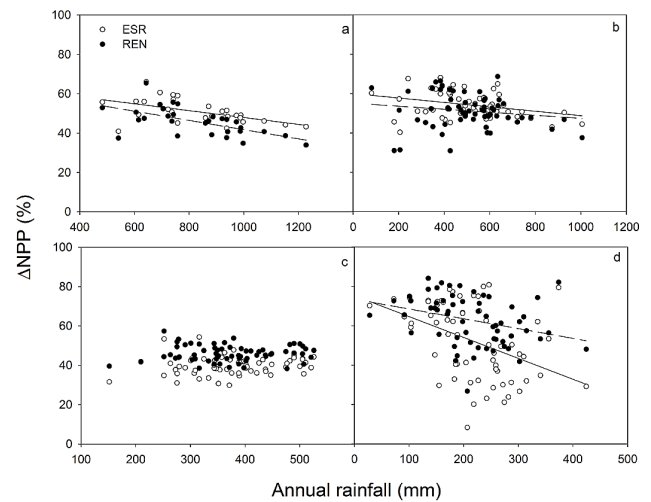 100
80
60
40
20
0
ΔNPP (%)
ESR
REN
a
b
400 600 800 1000 1200
0 200 400 600 800 1000 1200
100
80
60
40
20
0
c
d
100 200 300 400 500
0 100 200 300 400 500
Annual rainfall (mm)